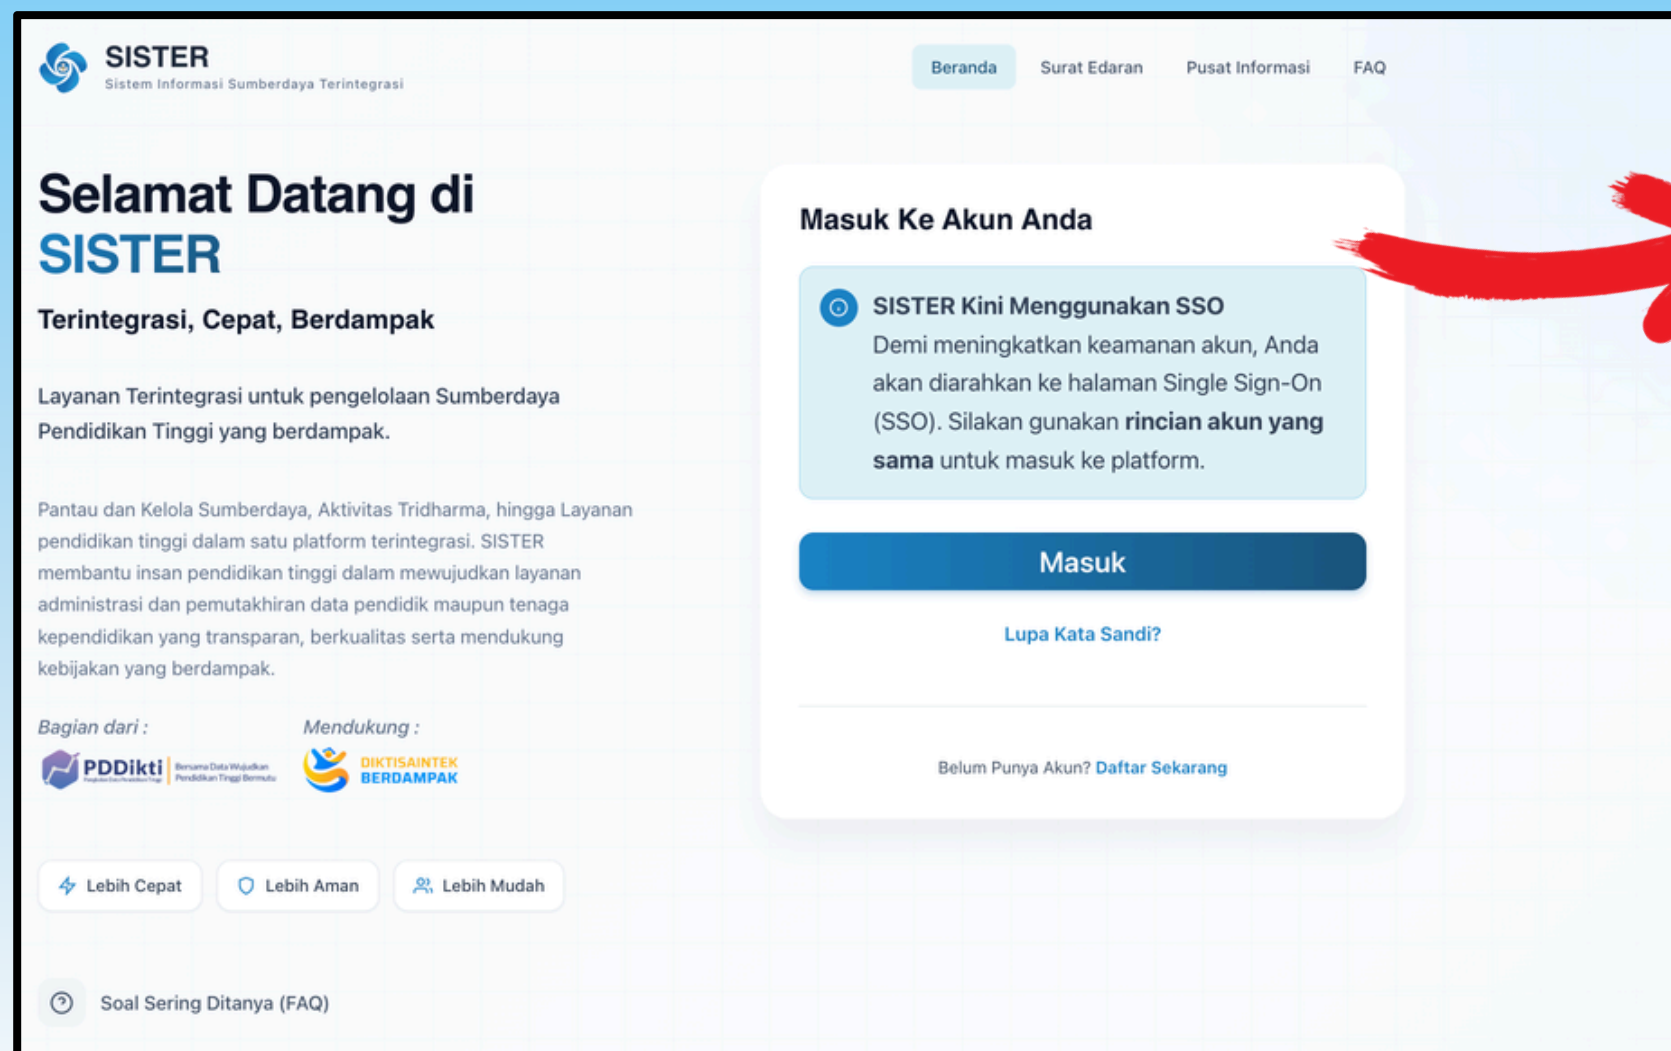 SISTER
Sistem Informasi Sumberdaya Terintegrasi
Beranda
Surat Edaran
Pusat Informasi
FAQ
Selamat Datang di
SISTER
Terintegrasi, Cepat, Berdampak
Layanan Terintegrasi untuk pengelolaan Sumberdaya
Pendidikan Tinggi yang berdampak.
Pantau dan Kelola Sumberdaya, Aktivitas Tridharma, hingga Layanan
pendidikan tinggi dalam satu platform terintegrasi. SISTER
membantu insan pendidikan tinggi dalam mewujudkan layanan
administrasi dan pemutakhiran data pendidik maupun tenaga
kependidikan yang transparan, berkualitas serta mendukung
kebijakan yang berdampak.
Bagian dari :
PDDikti
Bersama Data Wujudkan
Pendidikan Tinggi Bermutu
Mendukung :
DIKTISAINTEK
BERDAMPAK
Lebih Cepat
Lebih Aman
Lebih Mudah
Soal Sering Ditanya (FAQ)
Masuk Ke Akun Anda
SISTER Kini Menggunakan SSO
Demi meningkatkan keamanan akun, Anda
akan diarahkan ke halaman Single Sign-On
(SSO). Silakan gunakan rincian akun yang
sama untuk masuk ke platform.
Masuk
Lupa Kata Sandi?
Belum Punya Akun? Daftar Sekarang